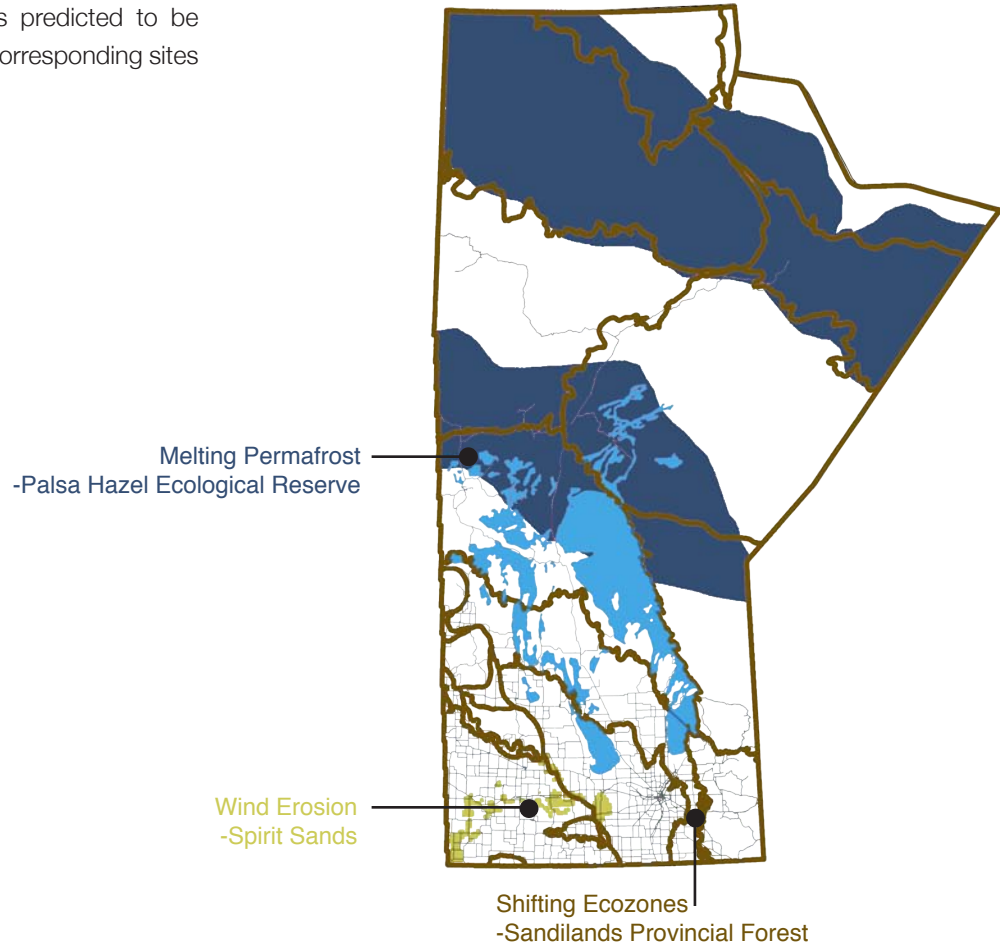 s predicted to be
orresponding sites
Melting Permafrost
-Palsa Hazel Ecological Reserve
Wind Erosion
-Spirit Sands
Shifting Ecozones
-Sandilands Provincial Forest